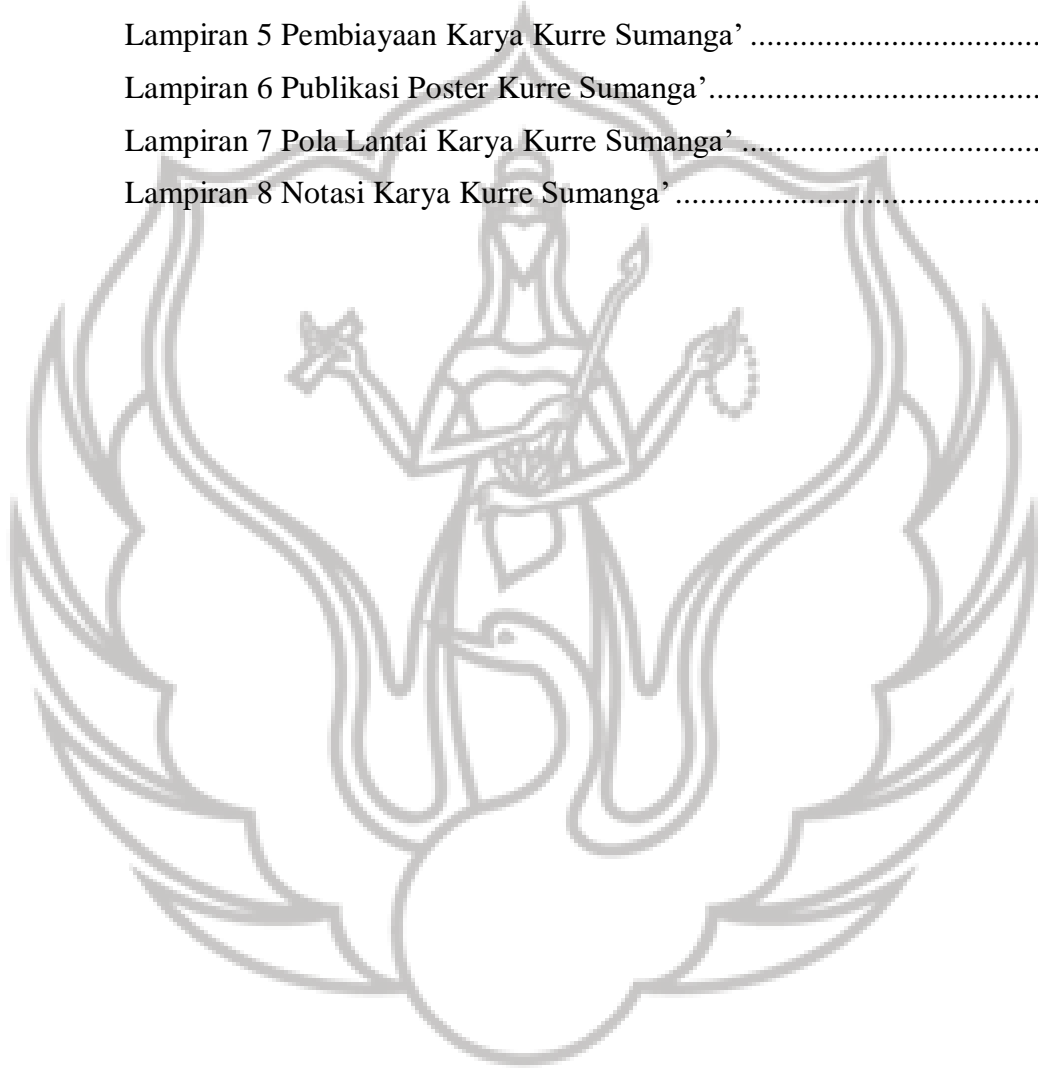 Lampiran 5 Pembiayaan Karya Kurre Sumanga’ ...................................
Lampiran 6 Publikasi Poster Kurre Sumanga’........................................
Lampiran 7 Pola Lantai Karya Kurre Sumanga’ ....................................
Lampiran 8 Notasi Karya Kurre Sumanga’............................................